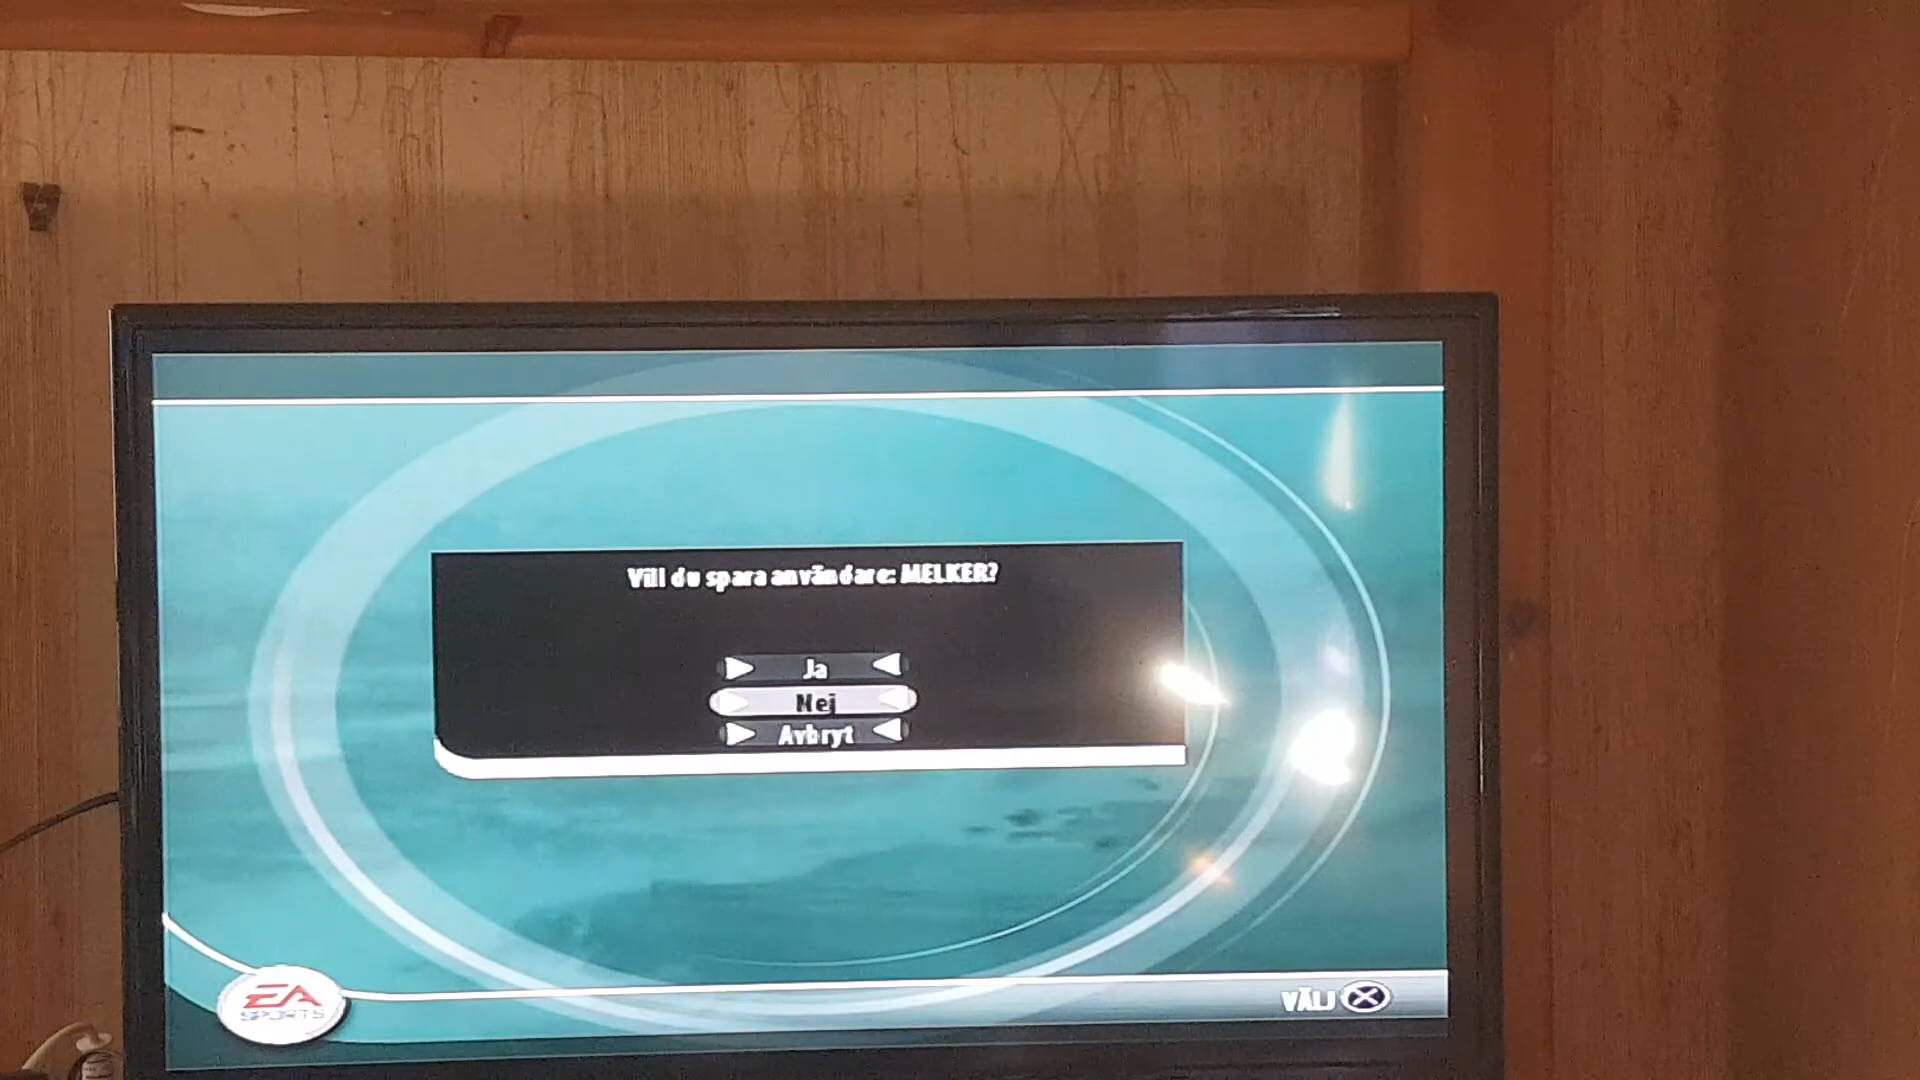 Vill du spara användare: MELKER?
Ja
Nej
Avbryt
EA
SPORTS
VÄLJ